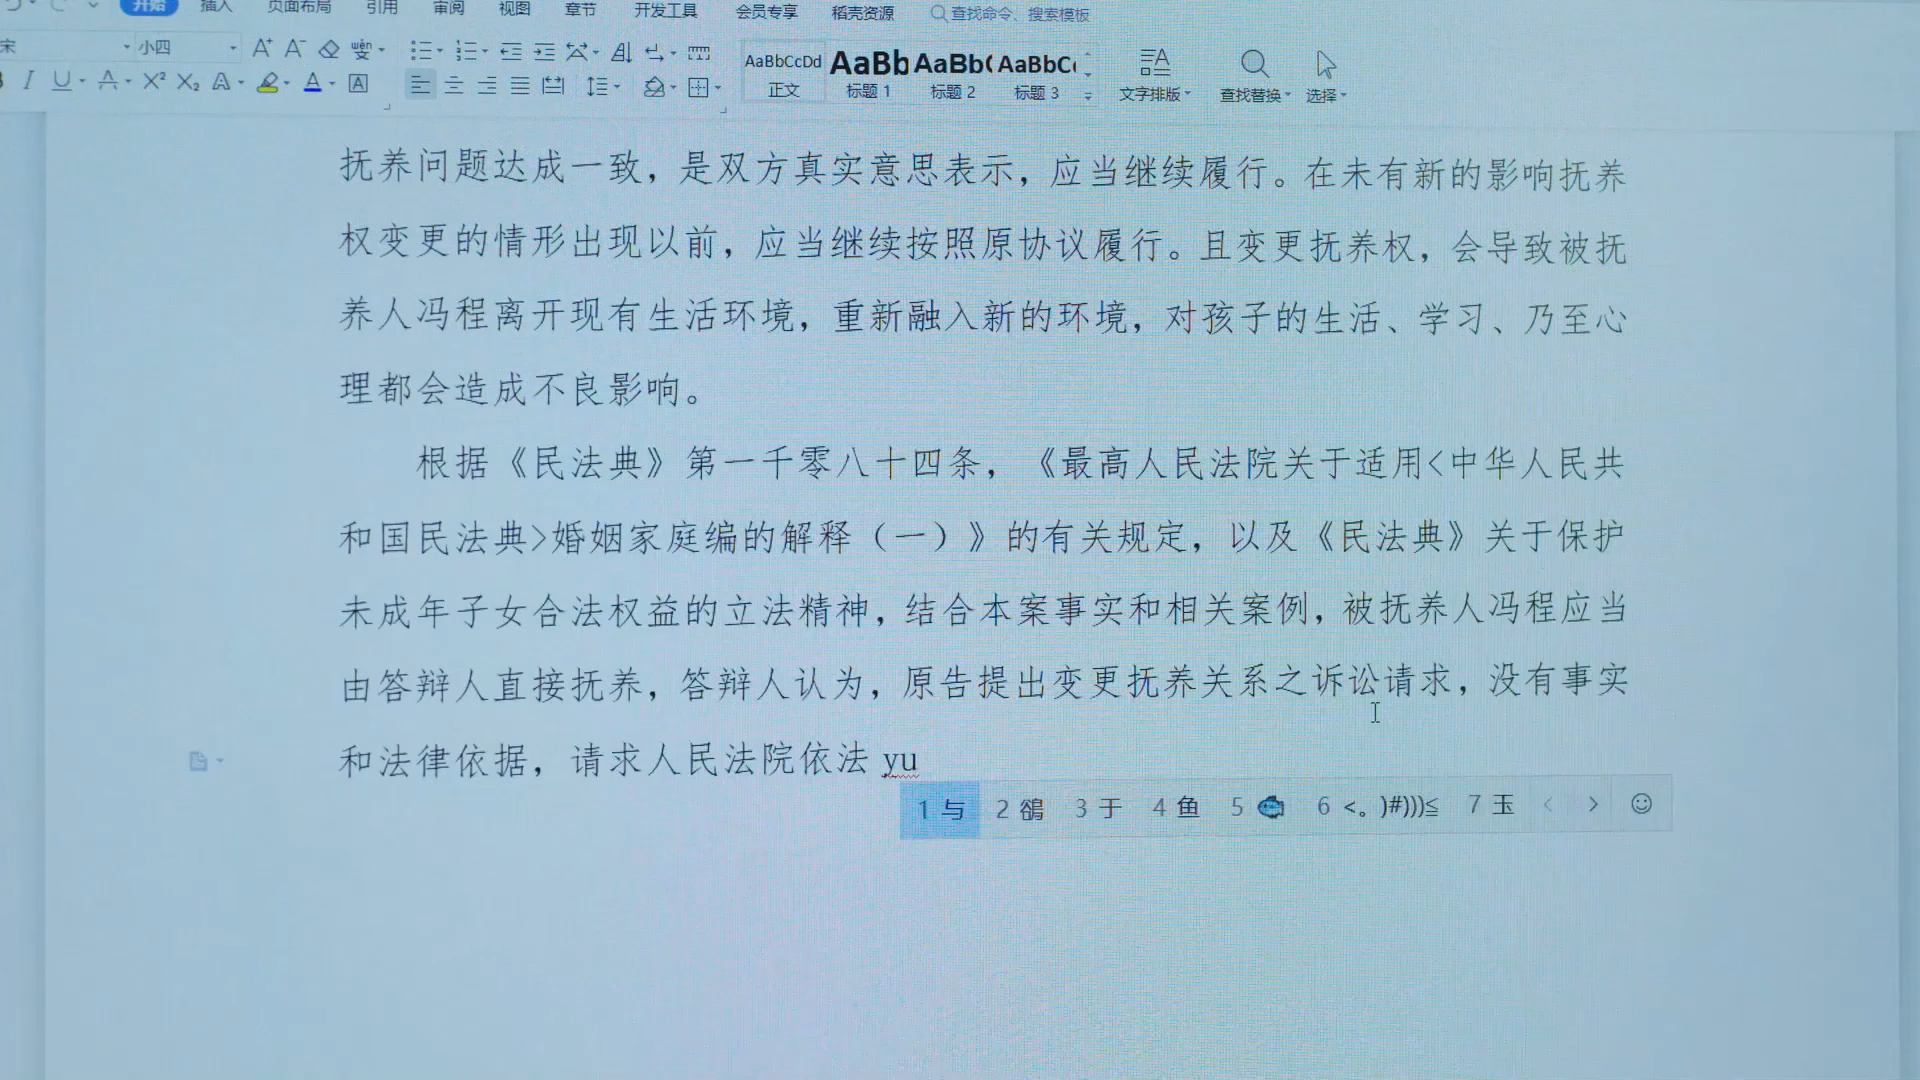 开始 插入 页面布局 引用 审阅 视图 章节 开发工具 会员专享 稻壳资源 查找命令、搜索模板
宋 小四 A⁺ A⁻ wén 变
I U A X² X₂ A A A
AaBbCcDd AaBb AaBb( AaBbC(
正文 标题 1 标题 2 标题 3 文字排版 查找替换 选择
抚养问题达成一致，是双方真实意思表示，应当继续履行。在未有新的影响抚养
权变更的情形出现以前，应当继续按照原协议履行。且变更抚养权，会导致被抚
养人冯程离开现有生活环境，重新融入新的环境，对孩子的生活、学习、乃至心
理都会造成不良影响。
根据《民法典》第一千零八十四条，《最高人民法院关于适用<中华人民共
和国民法典>婚姻家庭编的解释（一）》的有关规定，以及《民法典》关于保护
未成年子女合法权益的立法精神，结合本案事实和相关案例，被抚养人冯程应当
由答辩人直接抚养，答辩人认为，原告提出变更抚养关系之诉讼请求，没有事实
和法律依据，请求人民法院依法 yu
1 与 2 鵒 3 于 4 鱼 5 🐟 6 <。)#)))≦ 7 玉